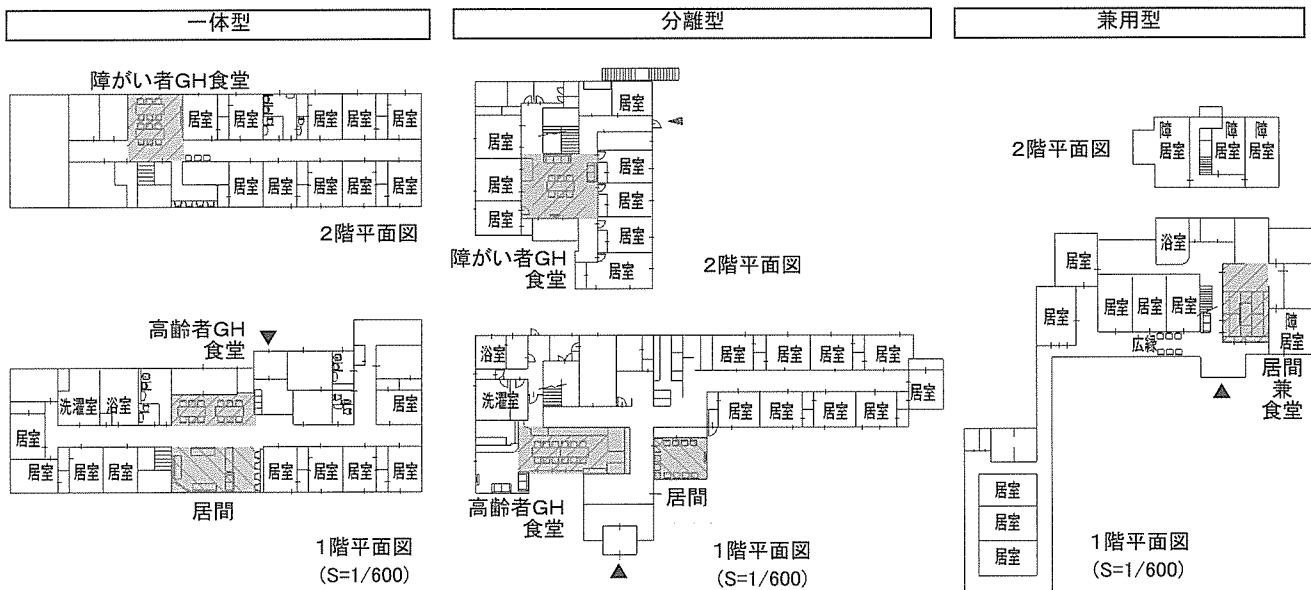 一体型
障がい者GH食堂
居室 居室 居室 居室 居室
居室 居室 居室 居室 居室
2階平面図
高齢者GH
食堂
洗濯室 浴室 居室
居室
居室 居室 居室 居室 居室 居室 居室
居間
1階平面図
(S=1/600)
分離型
居室
居室
居室
居室
居室
居室
居室
居室
障がい者GH
食堂
2階平面図
浴室 居室 居室 居室 居室
居室
洗濯室 居室 居室 居室 居室
高齢者GH
食堂
居間
1階平面図
(S=1/600)
兼用型
2階平面図
障
居室
障
居室
障
居室
浴室
居室
居室 居室 居室 居室
障
居室
広縁
居間
兼
食堂
居室
居室
居室
1階平面図
(S=1/600)